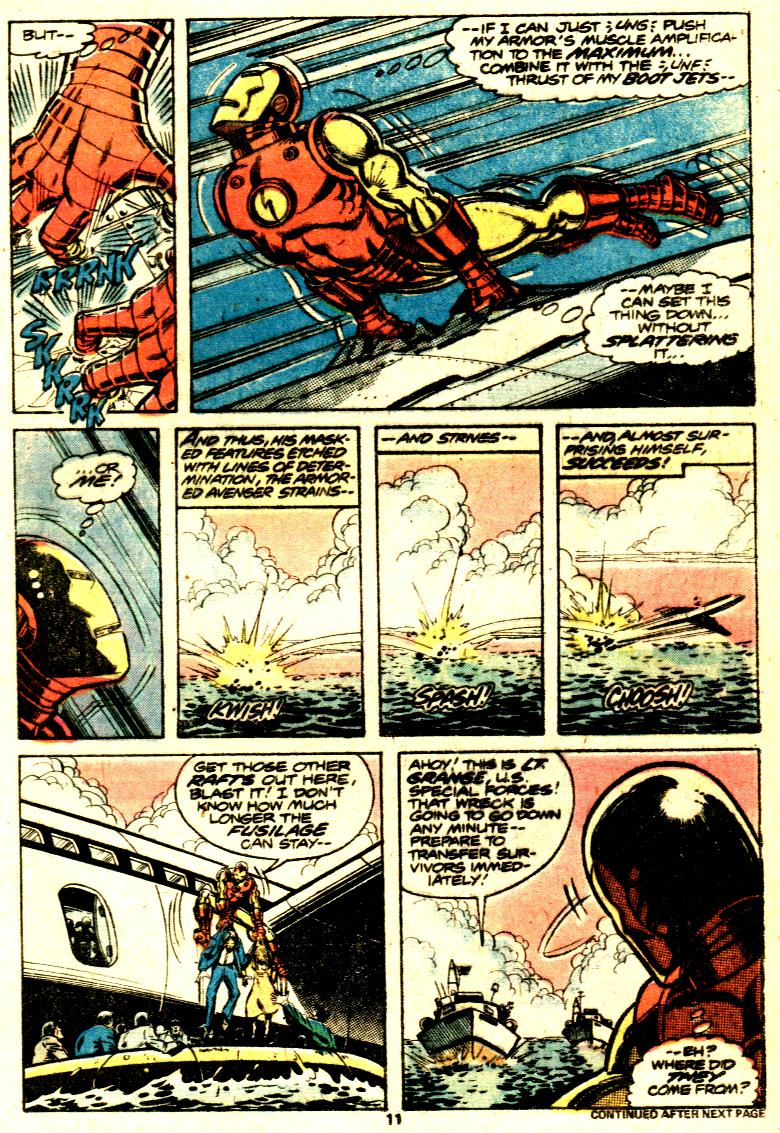 BUT--
--IF I CAN JUST :UNG: PUSH
MY ARMOR'S MUSCLE AMPLIFICA-
TION TO THE MAXIMUM...
COMBINE IT WITH THE :UNF:
THRUST OF MY BOOT JETS--
RRRNK
SKKRRK
--MAYBE I
CAN SET THIS
THING DOWN...
WITHOUT
SPLATTERING
IT...
...OR
ME!
AND THUS, HIS MASK-
ED FEATURES ETCHED
WITH LINES OF DETER-
MINATION, THE ARMOR-
ED AVENGER STRAINS--
KWISH!
--AND STRIVES--
SPASH!
--AND, ALMOST SUR-
PRISING HIMSELF,
SUCCEEDS!
CHOOSH!
GET THOSE OTHER
RAFTS OUT HERE,
BLAST IT! I DON'T
KNOW HOW MUCH
LONGER THE
FUSILAGE
CAN STAY--
AHOY! THIS IS LT.
GRANGE, U.S.
SPECIAL FORCES!
THAT WRECK IS
GOING TO GO DOWN
ANY MINUTE--
PREPARE TO
TRANSFER SUR-
VIVORS IMMED-
IATELY!
--EH?
WHERE DID
THEY
COME FROM?
11
CONTINUED AFTER NEXT PAGE